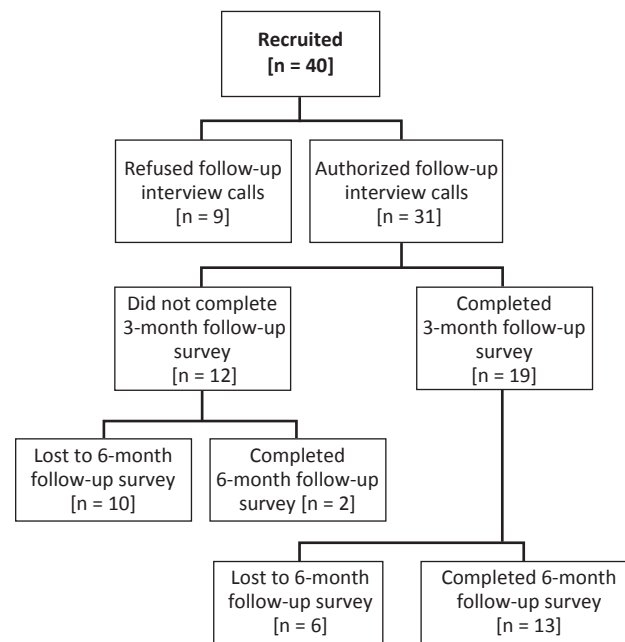 Recruited
[n = 40]
Refused follow-up
interview calls
[n = 9]
Authorized follow-up
interview calls
[n = 31]
Did not complete
3-month follow-up
survey
[n = 12]
Completed
3-month follow-up
survey
[n = 19]
Lost to 6-month
follow-up survey
[n = 10]
Completed
6-month follow-up
survey [n = 2]
Lost to 6-month
follow-up survey
[n = 6]
Completed 6-month
follow-up survey
[n = 13]